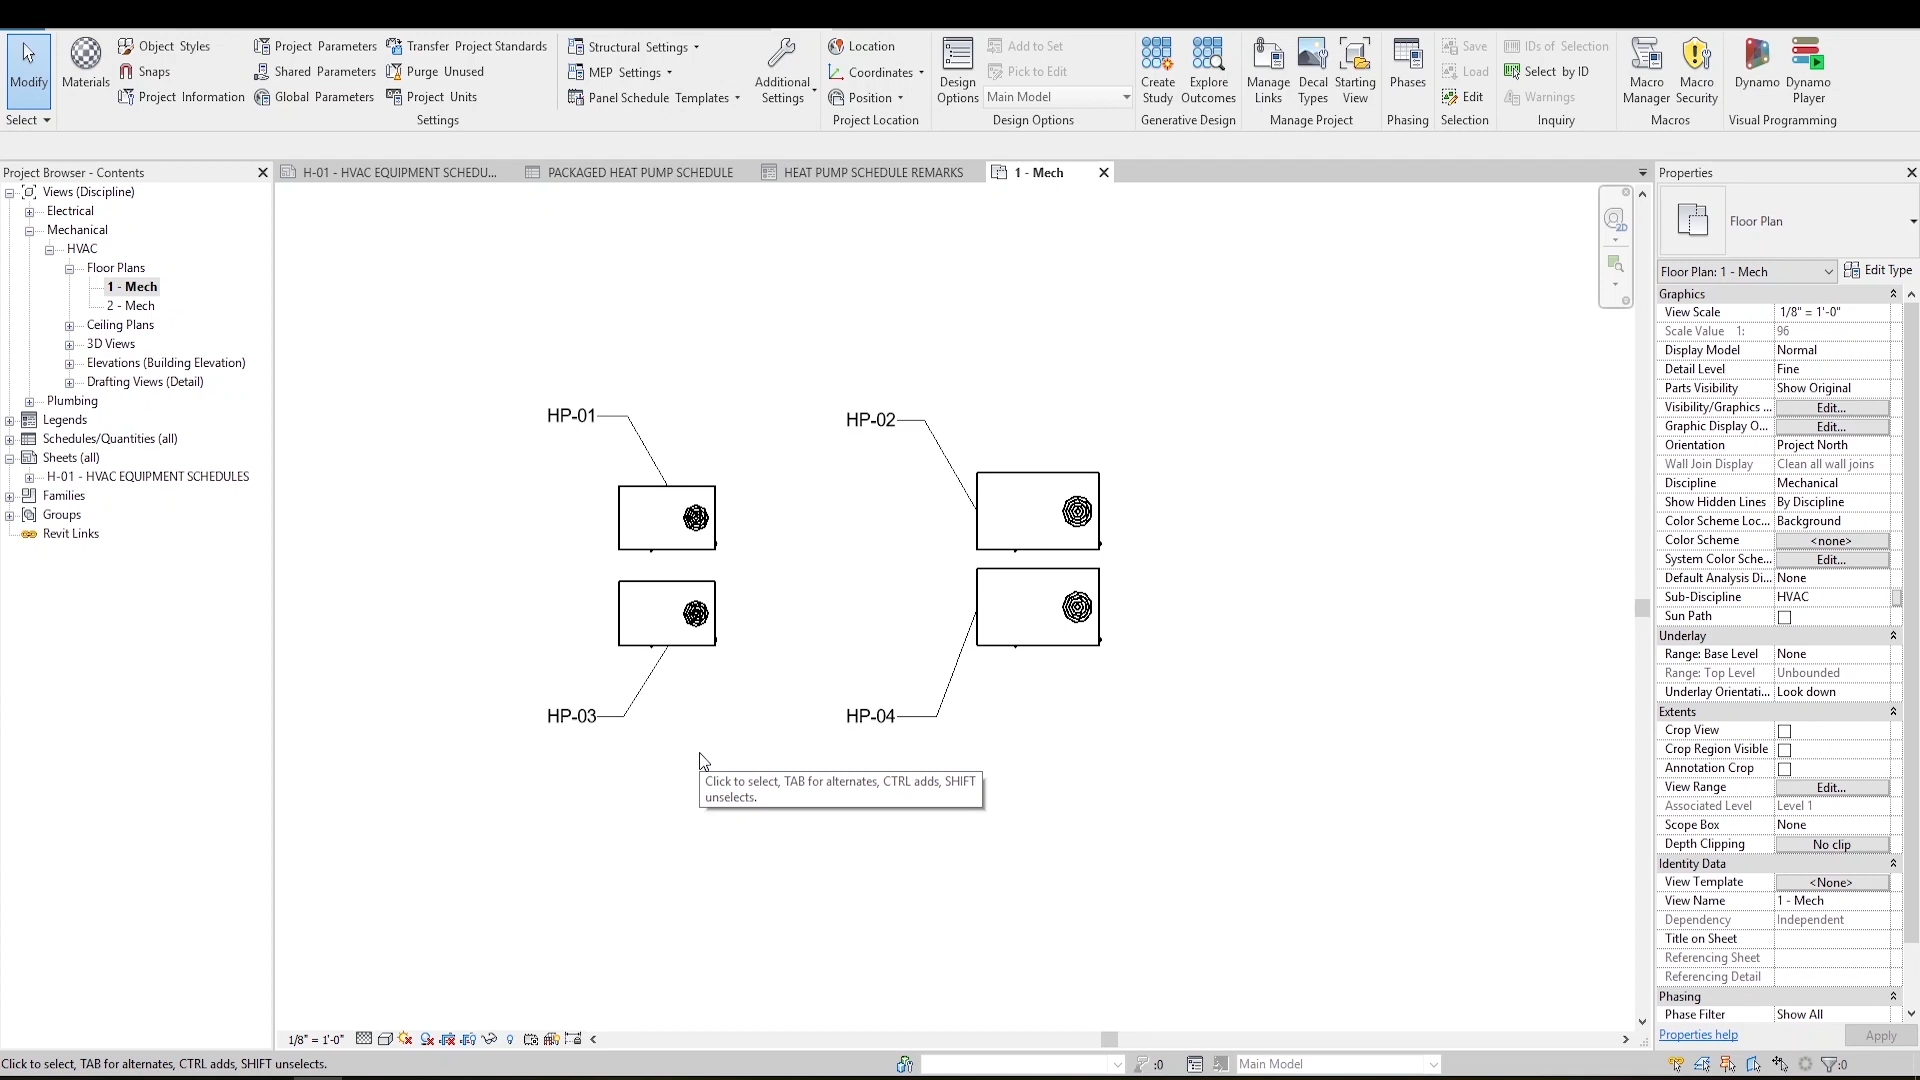 Modify
Select
Materials
Object Styles
Snaps
Project Information
Project Parameters
Shared Parameters
Global Parameters
Transfer Project Standards
Purge Unused
Project Units
Settings
Structural Settings
MEP Settings
Panel Schedule Templates
Additional
Settings
Location
Coordinates
Position
Project Location
Design
Options
Add to Set
Pick to Edit
Main Model
Design Options
Create
Study
Explore
Outcomes
Generative Design
Manage
Links
Decal
Types
Starting
View
Manage Project
Phases
Phasing
Save
Load
Edit
Selection
IDs of Selection
Select by ID
Warnings
Inquiry
Macro
Manager
Macro
Security
Macros
Dynamo
Dynamo
Player
Visual Programming
Project Browser - Contents
Views (Discipline)
Electrical
Mechanical
HVAC
Floor Plans
1 - Mech
2 - Mech
Ceiling Plans
3D Views
Elevations (Building Elevation)
Drafting Views (Detail)
Plumbing
Legends
Schedules/Quantities (all)
Sheets (all)
H-01 - HVAC EQUIPMENT SCHEDULES
Families
Groups
Revit Links
H-01 - HVAC EQUIPMENT SCHEDU...
PACKAGED HEAT PUMP SCHEDULE
HEAT PUMP SCHEDULE REMARKS
1 - Mech
2D
HP-01
HP-02
HP-03
HP-04
Click to select, TAB for alternates, CTRL adds, SHIFT
unselects.
Properties
Floor Plan
Floor Plan: 1 - Mech
Edit Type
Graphics
View Scale 1/8" = 1'-0"
Scale Value 1: 96
Display Model Normal
Detail Level Fine
Parts Visibility Show Original
Visibility/Graphics ... Edit...
Graphic Display O... Edit...
Orientation Project North
Wall Join Display Clean all wall joins
Discipline Mechanical
Show Hidden Lines By Discipline
Color Scheme Loc... Background
Color Scheme <none>
System Color Sche... Edit...
Default Analysis Di... None
Sub-Discipline HVAC
Sun Path
Underlay
Range: Base Level None
Range: Top Level Unbounded
Underlay Orientati... Look down
Extents
Crop View
Crop Region Visible
Annotation Crop
View Range Edit...
Associated Level Level 1
Scope Box None
Depth Clipping No clip
Identity Data
View Template <None>
View Name 1 - Mech
Dependency Independent
Title on Sheet
Referencing Sheet
Referencing Detail
Phasing
Phase Filter Show All
Properties help
Apply
1/8" = 1'-0"
Click to select, TAB for alternates, CTRL adds, SHIFT unselects.
:0
Main Model
:0